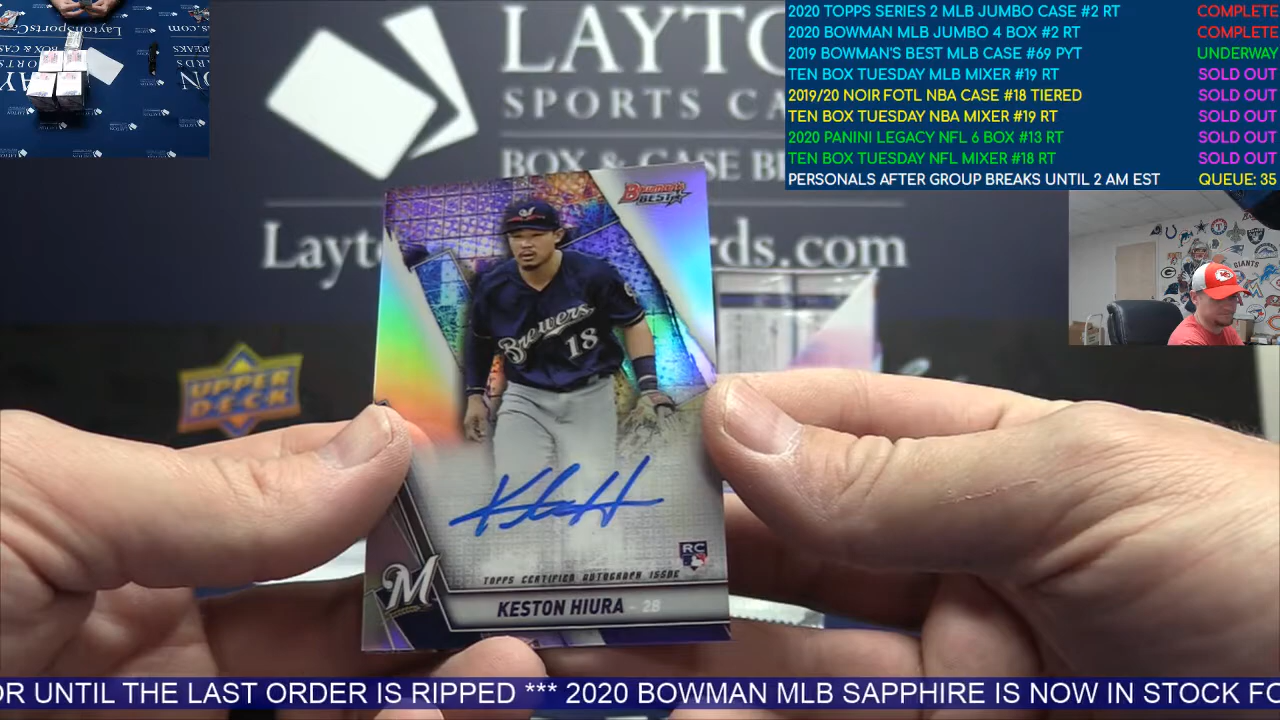 2020 TOPPS SERIES 2 MLB JUMBO CASE #2 RT COMPLETE
2020 BOWMAN MLB JUMBO 4 BOX #2 RT COMPLETE
2019 BOWMAN'S BEST MLB CASE #69 PYT UNDERWAY
TEN BOX TUESDAY MLB MIXER #19 RT SOLD OUT
2019/20 NOIR FOTL NBA CASE #18 TIERED SOLD OUT
TEN BOX TUESDAY NBA MIXER #19 RT SOLD OUT
2020 PANINI LEGACY NFL 6 BOX #13 RT SOLD OUT
TEN BOX TUESDAY NFL MIXER #18 RT SOLD OUT
PERSONALS AFTER GROUP BREAKS UNTIL 2 AM EST QUEUE: 35
LAYTO
SPORTS CA
BOX & CASE B
Layto
rds.com
UPPER
DECK
BOWMAN'S
BEST
Brewers
18
TOPPS CERTIFIED AUTOGRAPH ISSUE
RC
M
KESTON HIURA - 2B
GIANTS
OR UNTIL THE LAST ORDER IS RIPPED *** 2020 BOWMAN MLB SAPPHIRE IS NOW IN STOCK FO